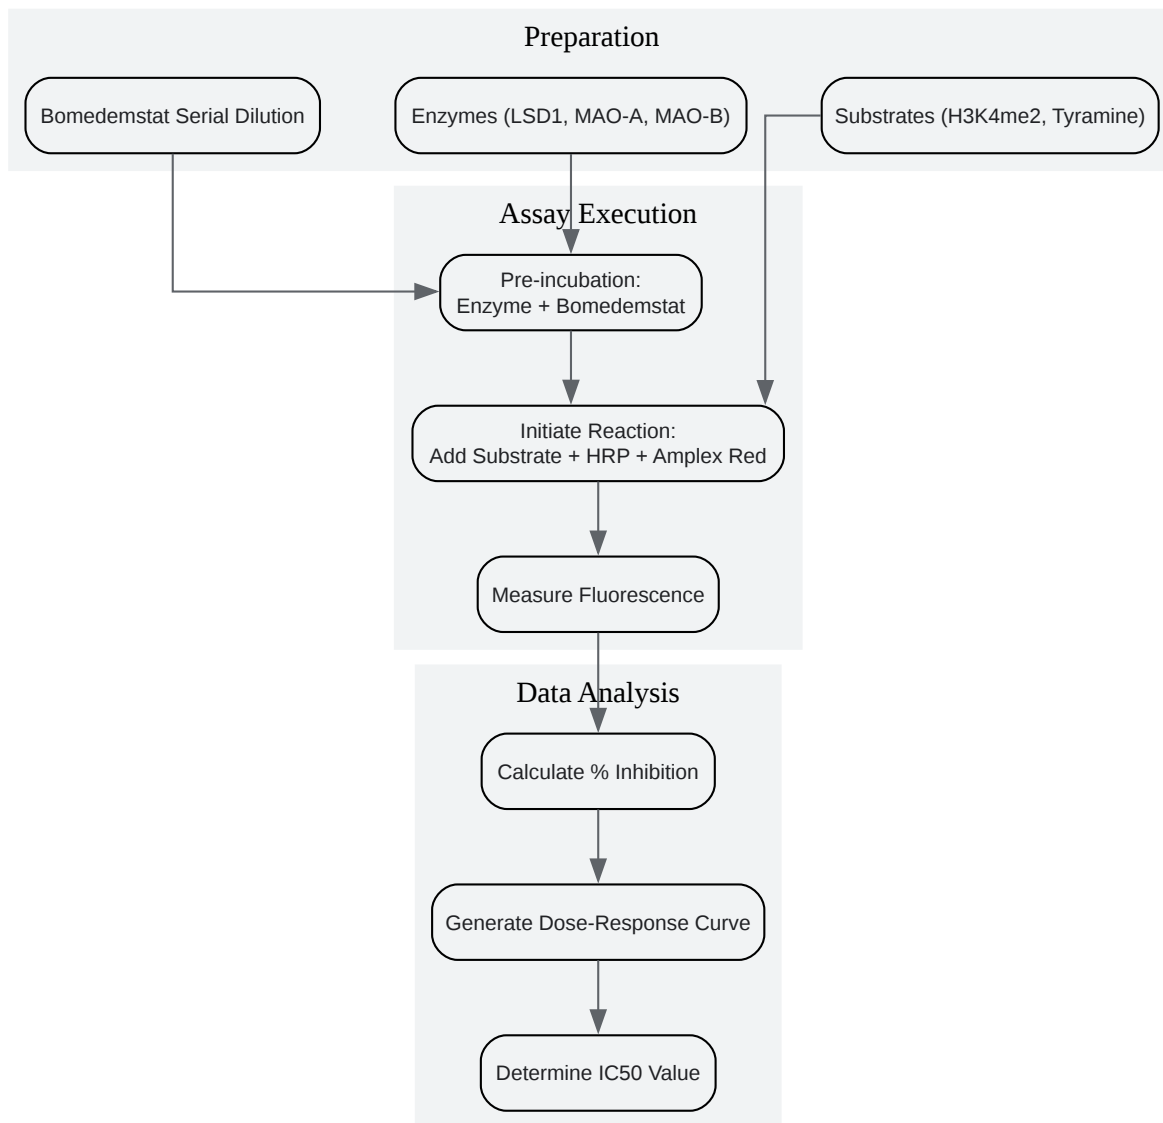 Preparation
Bomedemstat Serial Dilution
Enzymes (LSD1, MAO-A, MAO-B)
Substrates (H3K4me2, Tyramine)
Assay Execution
Pre-incubation:
Enzyme + Bomedemstat
Initiate Reaction:
Add Substrate + HRP + Amplex Red
Measure Fluorescence
Data Analysis
Calculate % Inhibition
Generate Dose-Response Curve
Determine IC50 Value